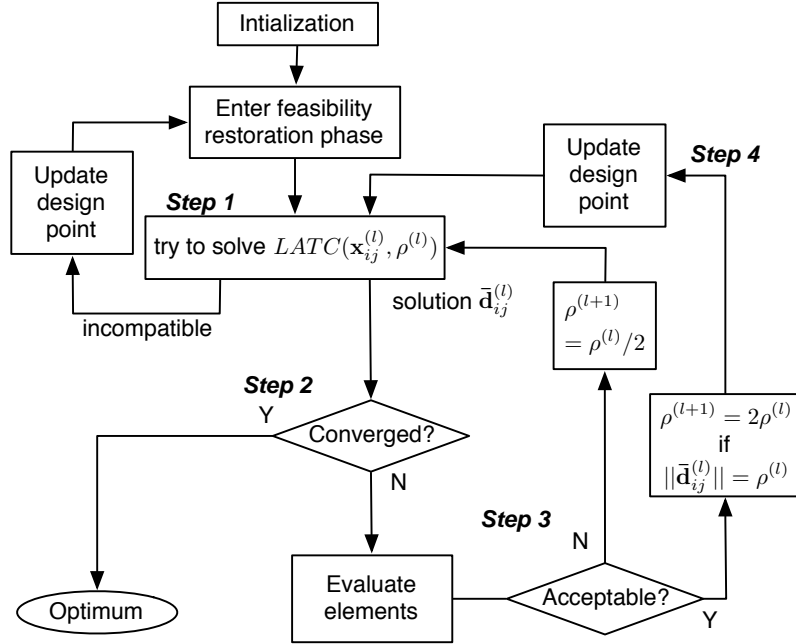 Intialization
Enter feasibility
restoration phase
Update
design
point
Step 1
try to solve LATC(x_{ij}^{(l)}, ρ^{(l)})
incompatible
solution d̄_{ij}^{(l)}
Update
design
point
Step 4
ρ^{(l+1)}
= ρ^{(l)}/2
ρ^{(l+1)} = 2ρ^{(l)}
if
||d̄_{ij}^{(l)}|| = ρ^{(l)}
Step 2
Y
Converged?
N
Step 3
N
Optimum
Evaluate
elements
Acceptable?
Y